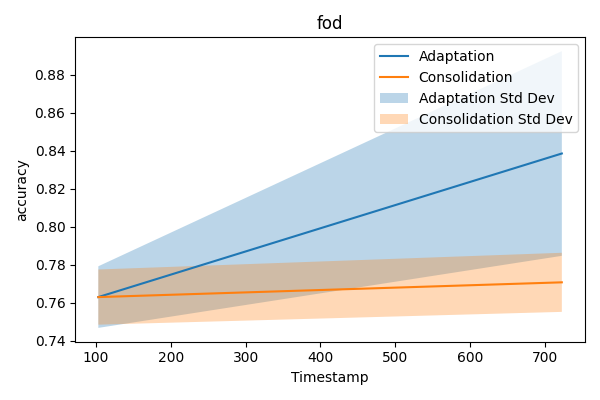 fod
Adaptation
Consolidation
Adaptation Std Dev
Consolidation Std Dev
accuracy
0.88
0.86
0.84
0.82
0.80
0.78
0.76
0.74
100 200 300 400 500 600 700
Timestamp